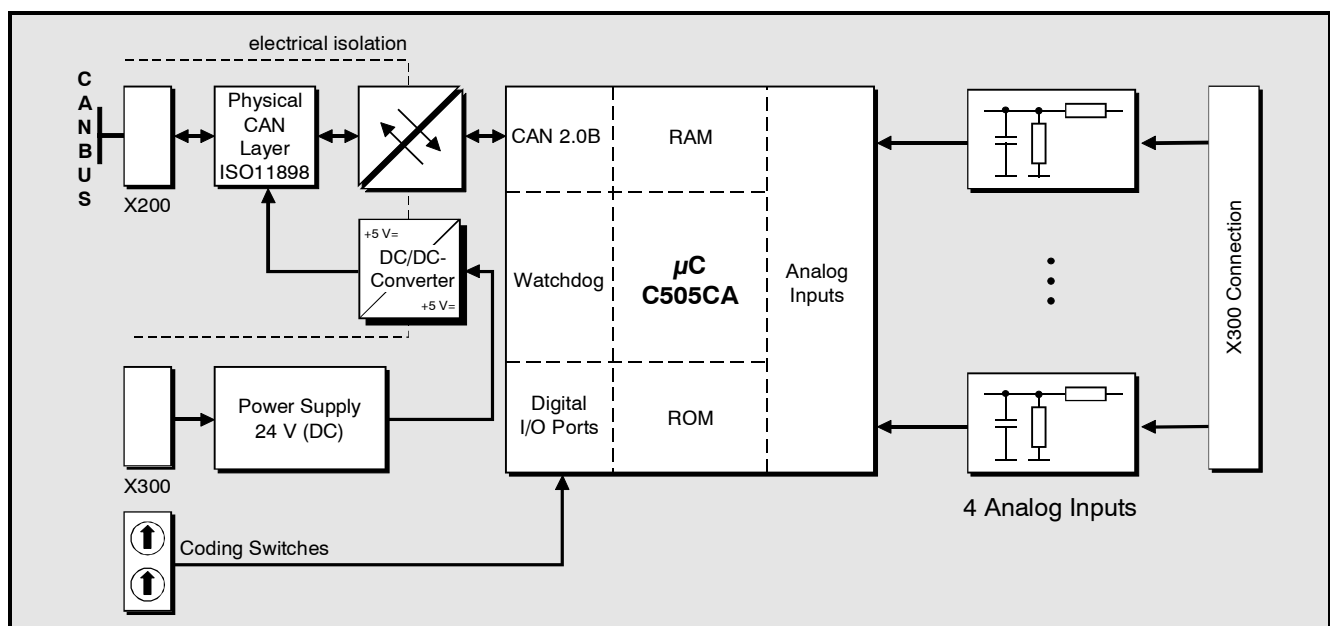 electrical isolation
CANBUS
Physical
CAN
Layer
ISO11898
X200
+5 V=
DC/DC-
Converter
+5 V=
CAN 2.0B
RAM
Watchdog
µC
C505CA
Analog
Inputs
Digital
I/O Ports
ROM
X300 Connection
Power Supply
24 V (DC)
X300
4 Analog Inputs
Coding Switches